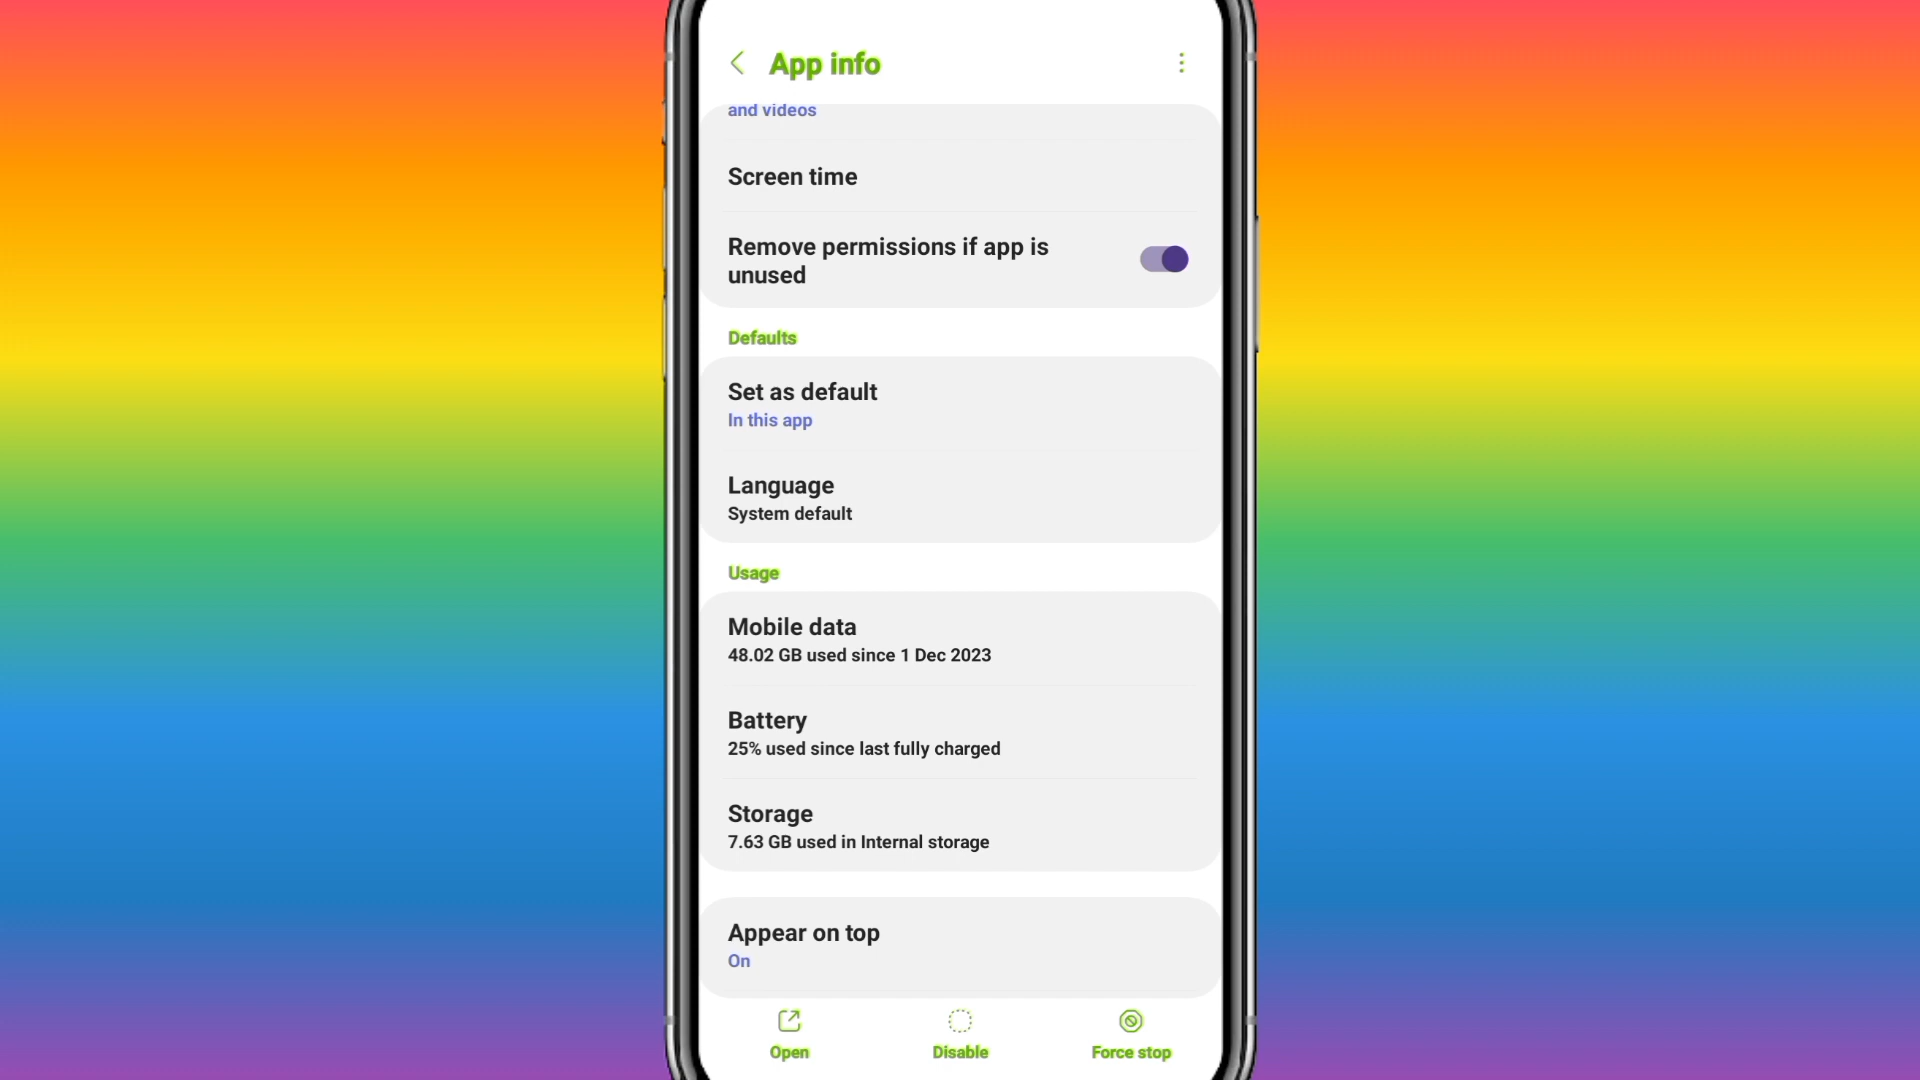 App info
and videos
Screen time
Remove permissions if app is
unused
Defaults
Set as default
In this app
Language
System default
Usage
Mobile data
48.02 GB used since 1 Dec 2023
Battery
25% used since last fully charged
Storage
7.63 GB used in Internal storage
Appear on top
On
Open
Disable
Force stop